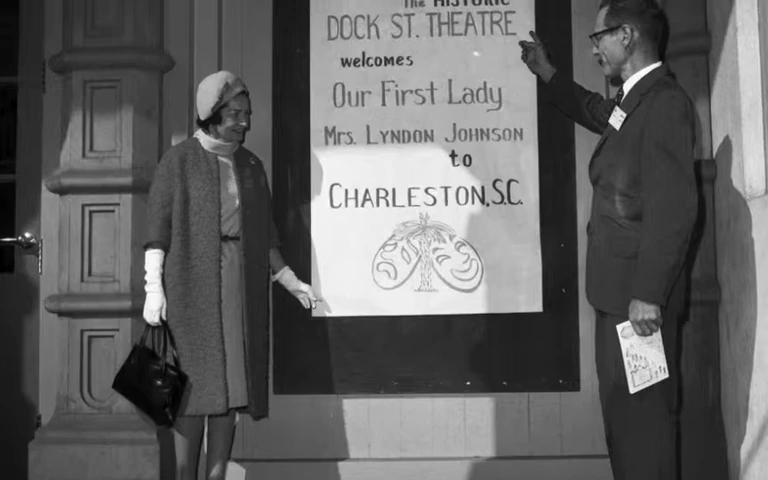 The HISTORIC
DOCK ST. THEATRE
welcomes
Our First Lady
MRS. LYNDON JOHNSON
to
CHARLESTON, S.C.